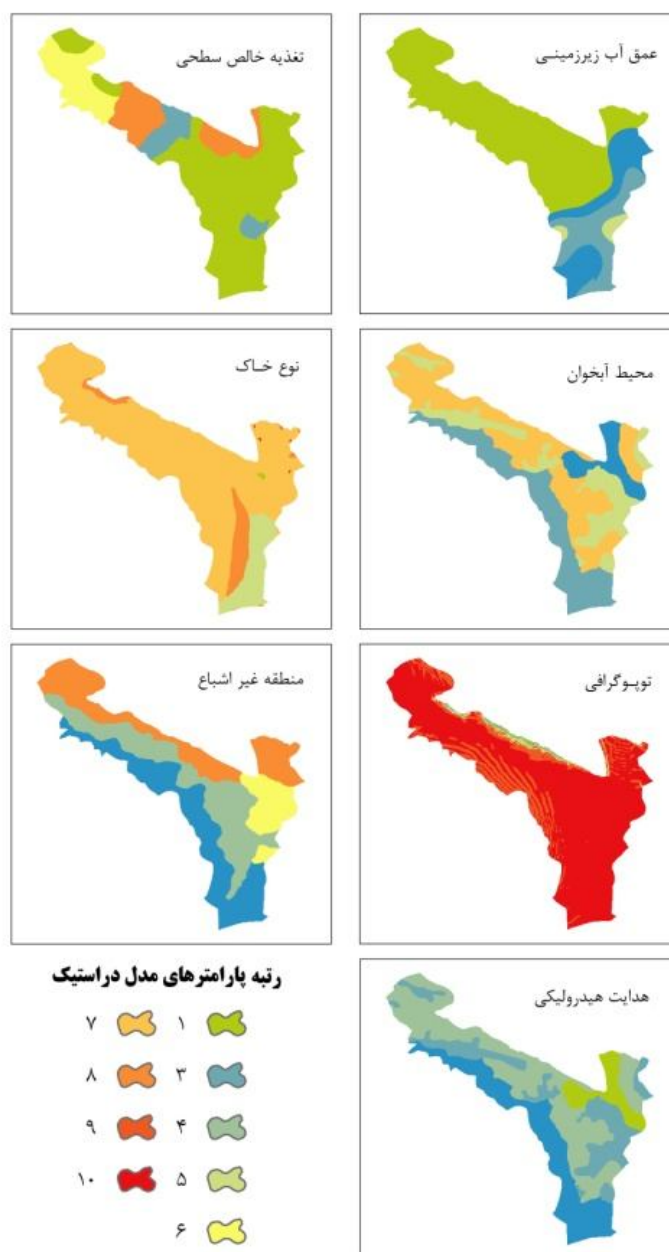 عمق آب زیرزمینـی
تغذیه خالص سطحی
محیط آبخوان
نوع خـاک
توپـوگرافی
منطقه غیر اشباع
هدایت هیدرولیکی
رتبه پارامترهای مدل دراستیک
۱ ۷
۳ ۸
۴ ۹
۵ ۱۰
۶